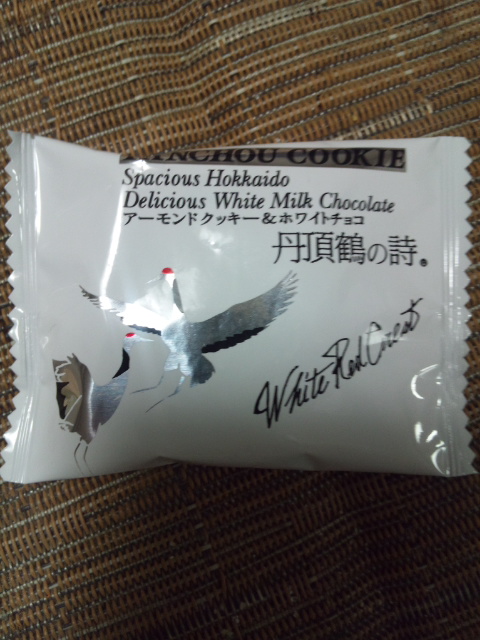 TANCHOU COOKIE
Spacious Hokkaido
Delicious White Milk Chocolate
アーモンドクッキー&ホワイトチョコ
丹頂鶴の詩®
White Red Crest